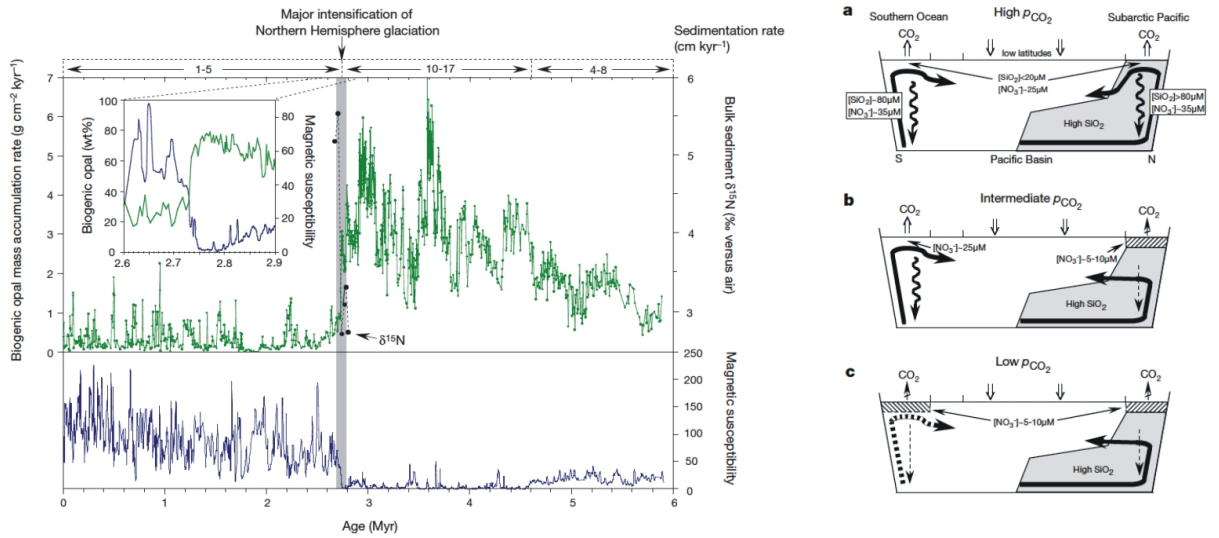 Major intensification of
Northern Hemisphere glaciation
Sedimentation rate
(cm kyr⁻¹)
1-5
10-17
4-8
Biogenic opal mass accumulation rate (g cm⁻² kyr⁻¹)
7
6
5
4
3
2
1
0
Biogenic opal (wt%)
100
80
60
40
20
0
80
60
40
20
0
Magnetic susceptibility
2.6
2.7
2.8
2.9
δ¹⁵N
6
5
4
3
Bulk sediment δ¹⁵N (‰ versus air)
250
200
150
100
50
0
Magnetic susceptibility
0
1
2
3
4
5
6
Age (Myr)
a
Southern Ocean
High pCO₂
Subarctic Pacific
CO₂
CO₂
low latitudes
[SiO₂]<20µM
[NO₃⁻]~25µM
[SiO₂]~80µM
[NO₃⁻]~35µM
[SiO₂]>80µM
[NO₃⁻]~35µM
High SiO₂
S
Pacific Basin
N
b
Intermediate pCO₂
CO₂
CO₂
[NO₃⁻]~25µM
[NO₃⁻]~5-10µM
High SiO₂
c
Low pCO₂
CO₂
CO₂
[NO₃⁻]~5-10µM
High SiO₂